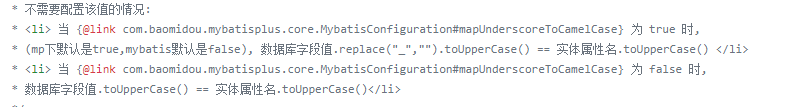 * 不需要配置该值的情况:
* <li> 当 {@link com.baomidou.mybatisplus.core.MybatisConfiguration#mapUnderscoreToCamelCase} 为 true 时,
* (mp下默认是true,mybatis默认是false), 数据库字段值.replace("_","").toUpperCase() == 实体属性名.toUpperCase() </li>
* <li> 当 {@link com.baomidou.mybatisplus.core.MybatisConfiguration#mapUnderscoreToCamelCase} 为 false 时,
* 数据库字段值.toUpperCase() == 实体属性名.toUpperCase()</li>